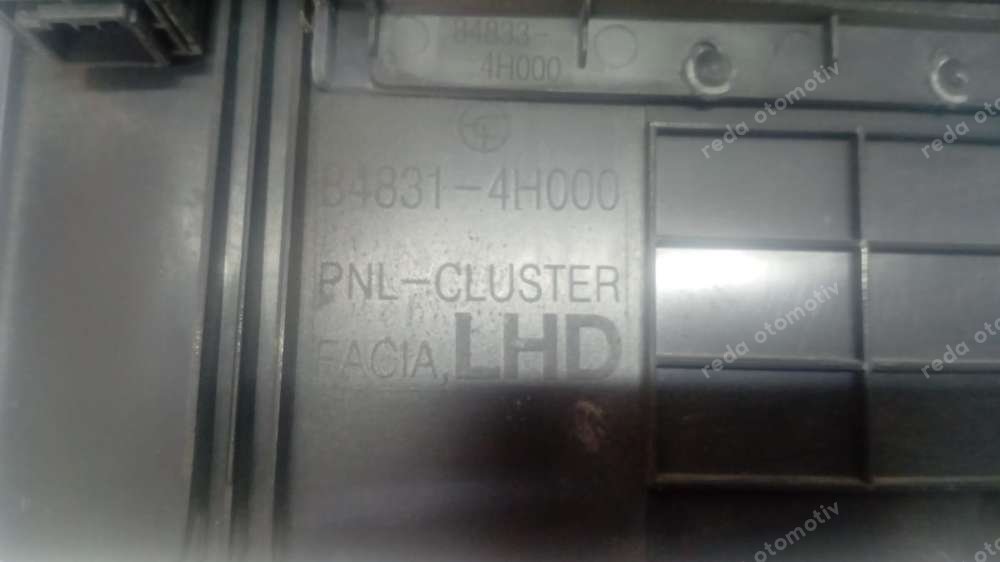 84833-
4H000
84831-4H000
PNL-CLUSTER
FACIA, LHD
reda otomotiv
reda otomotiv
reda otomotiv
reda otomotiv
reda otomotiv